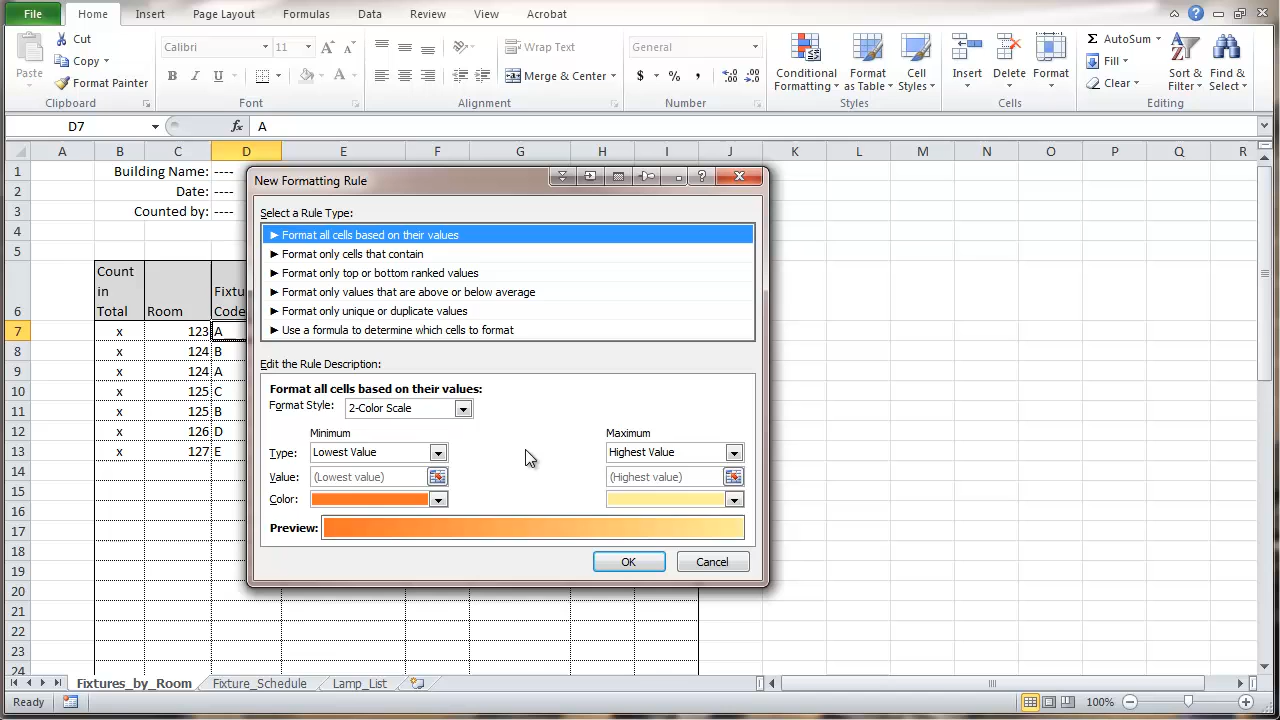 File Home Insert Page Layout Formulas Data Review View Acrobat
Paste
Cut
Copy
Format Painter
Clipboard
Calibri 11
B I U A
Font
Wrap Text
Merge & Center
Alignment
General
$ % ,
Number
Conditional Formatting
Format as Table
Cell Styles
Styles
Insert
Delete
Format
Cells
Σ AutoSum
Fill
Clear
Sort & Filter
Find & Select
Editing
D7 fx A
A B C D E F G H I J K L M N O P Q R
1 Building Name: ----
2 Date: ----
3 Counted by: ----
4
5
6 Count in Total Room Code
7 x 123 A
8 x 124 B
9 x 124 A
10 x 125 C
11 x 125 B
12 x 126 D
13 x 127 E
14
15
16
17
18
19
20
21
22
23
24
New Formatting Rule
Select a Rule Type:
► Format all cells based on their values
► Format only cells that contain
► Format only top or bottom ranked values
► Format only values that are above or below average
► Format only unique or duplicate values
► Use a formula to determine which cells to format
Edit the Rule Description:
Format all cells based on their values:
Format Style: 2-Color Scale
Minimum Maximum
Type: Lowest Value Highest Value
Value: (Lowest value) (Highest value)
Color:
Preview:
OK Cancel
Fixtures_by_Room Fixture_Schedule Lamp_List
Ready 100%